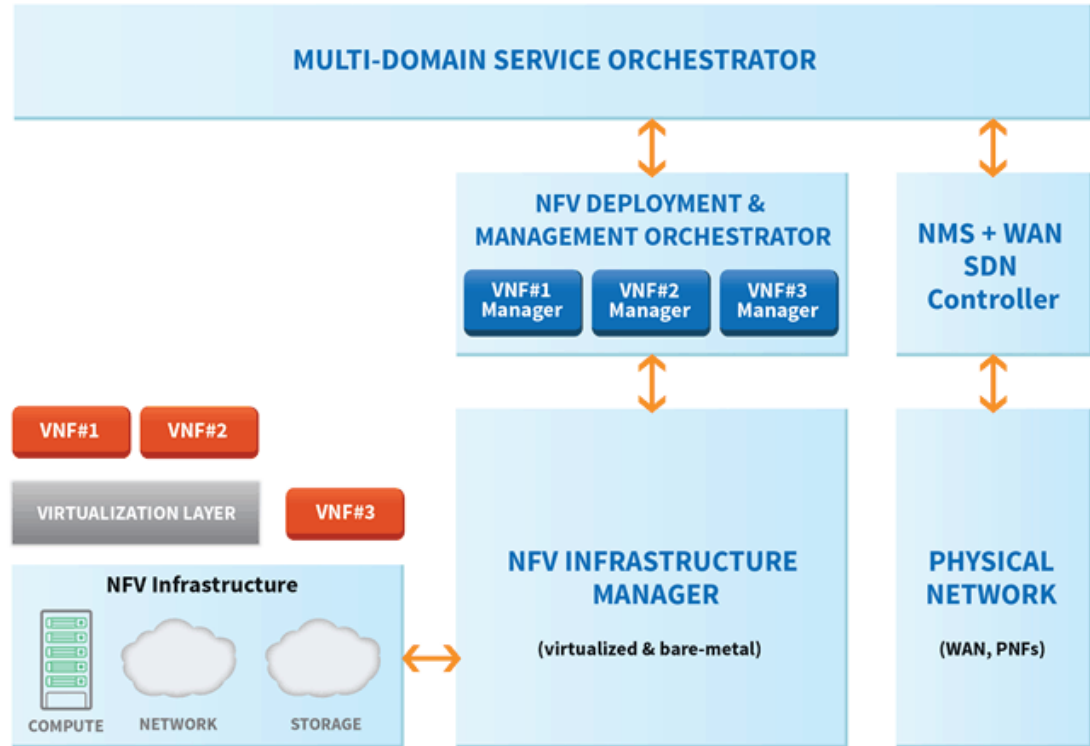 MULTI-DOMAIN SERVICE ORCHESTRATOR
NFV DEPLOYMENT &
MANAGEMENT ORCHESTRATOR
VNF#1
Manager
VNF#2
Manager
VNF#3
Manager
NMS + WAN
SDN
Controller
VNF#1
VNF#2
VIRTUALIZATION LAYER
VNF#3
NFV Infrastructure
COMPUTE
NETWORK
STORAGE
NFV INFRASTRUCTURE
MANAGER
(virtualized & bare-metal)
PHYSICAL
NETWORK
(WAN, PNFs)